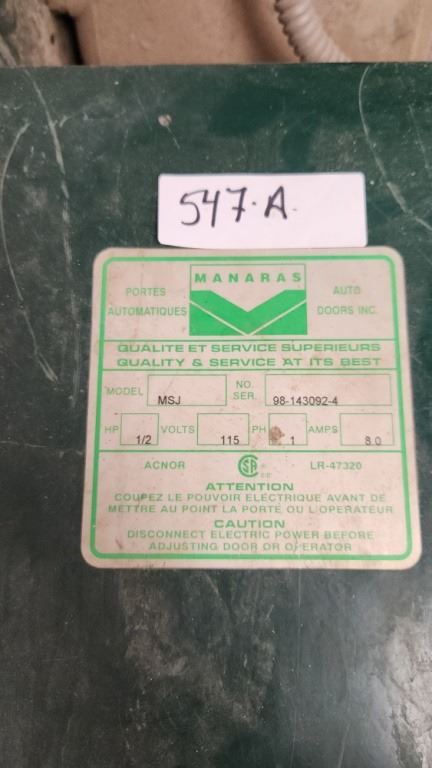 547-A.
MANARAS
PORTES AUTOMATIQUES
AUTO DOORS INC.
QUALITE ET SERVICE SUPERIEURS
QUALITY & SERVICE AT ITS BEST
MODEL MSJ NO. SER. 98-143092-4
HP 1/2 VOLTS 115 PH 1 AMPS 8.0
ACNOR LR-47320
ATTENTION
COUPEZ LE POUVOIR ELECTRIQUE AVANT DE
METTRE AU POINT LA PORTE OU L'OPERATEUR
CAUTION
DISCONNECT ELECTRIC POWER BEFORE
ADJUSTING DOOR OR OPERATOR